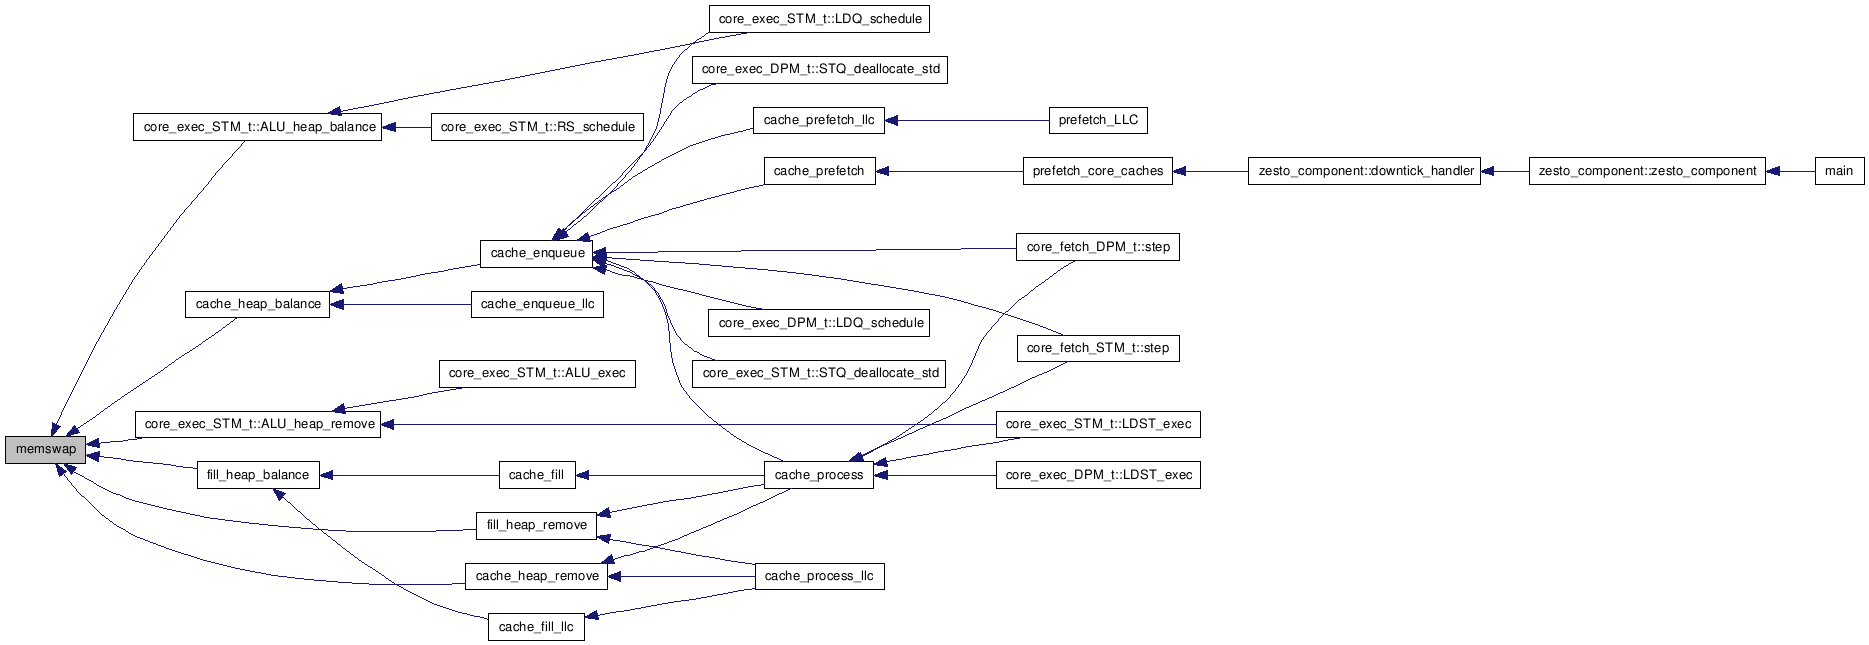 core_exec_STM_t::LDQ_schedule
core_exec_DPM_t::STQ_deallocate_std
cache_prefetch_llc
prefetch_LLC
core_exec_STM_t::ALU_heap_balance
core_exec_STM_t::RS_schedule
cache_prefetch
prefetch_core_caches
zesto_component::downtick_handler
zesto_component::zesto_component
main
cache_enqueue
core_fetch_DPM_t::step
cache_heap_balance
cache_enqueue_llc
core_exec_DPM_t::LDQ_schedule
core_fetch_STM_t::step
core_exec_STM_t::ALU_exec
core_exec_STM_t::STQ_deallocate_std
core_exec_STM_t::ALU_heap_remove
core_exec_STM_t::LDST_exec
memswap
fill_heap_balance
cache_fill
cache_process
core_exec_DPM_t::LDST_exec
fill_heap_remove
cache_heap_remove
cache_process_llc
cache_fill_llc